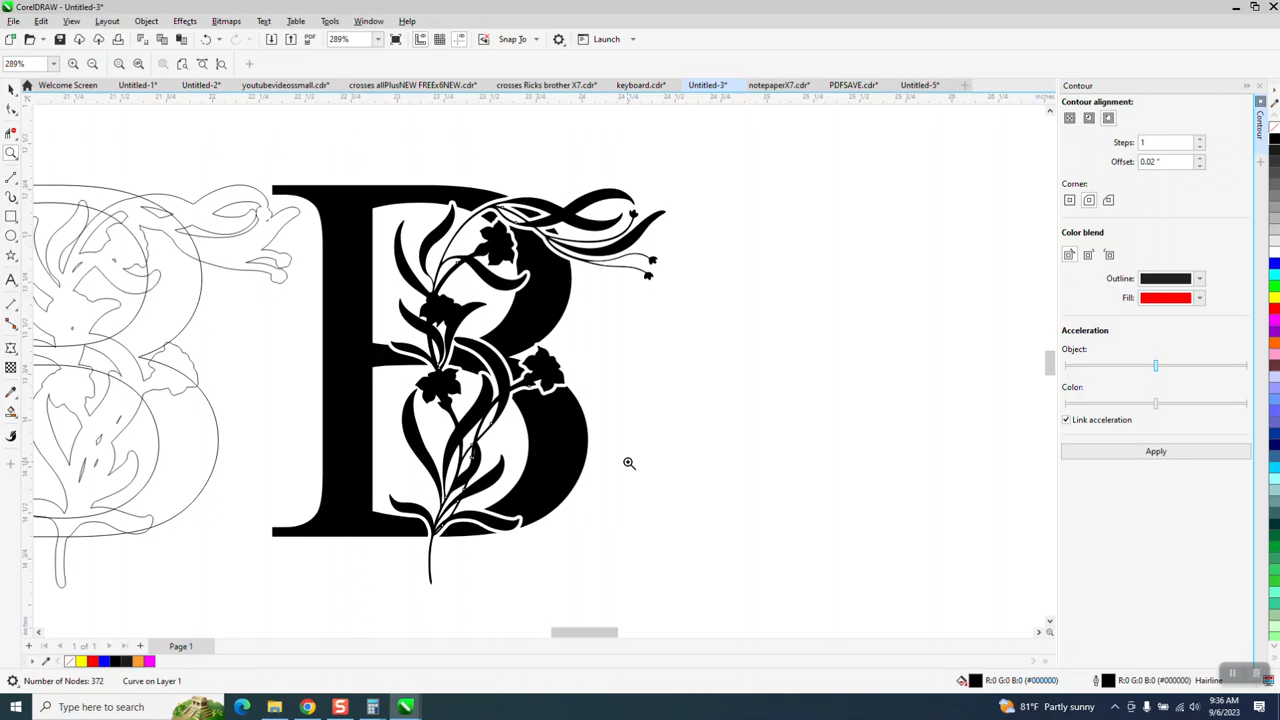 CorelDRAW - Untitled-3*
File Edit View Layout Object Effects Bitmaps Text Table Tools Window Help
289% Snap To Launch
289%
Welcome Screen Untitled-1* Untitled-2* youtubevideossmall.cdr* crosses allPlusNEW FREEx6NEW.cdr* crosses Ricks brother X7.cdr* keyboard.cdr* Untitled-3* notepaperX7.cdr* PDFSAVE.cdr* Untitled-5*
inches
Contour
Contour alignment:
Steps: 1
Offset: 0.02 "
Corner:
Color blend
Outline:
Fill:
Acceleration
Object:
Color:
Link acceleration
Apply
Contour
B
1 of 1 Page 1
Number of Nodes: 372 Curve on Layer 1 R:0 G:0 B:0 (#000000) R:0 G:0 B:0 (#000000) Hairline
Type here to search 81°F Partly sunny 9:36 AM
9/6/2023